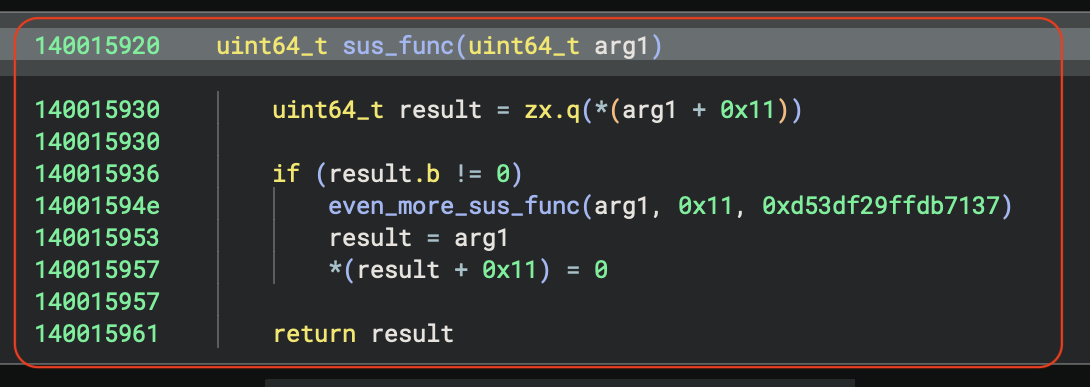 140015920 uint64_t sus_func(uint64_t arg1)
140015930 uint64_t result = zx.q(*(arg1 + 0x11))
140015930
140015936 if (result.b != 0)
14001594e even_more_sus_func(arg1, 0x11, 0xd53df29ffdb7137)
140015953 result = arg1
140015957 *(result + 0x11) = 0
140015957
140015961 return result